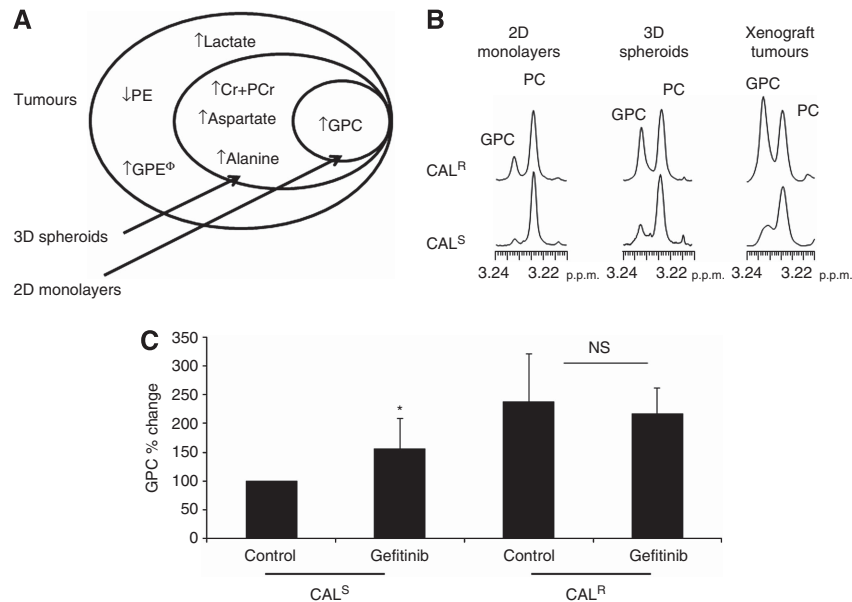 A
↑Lactate
Tumours
↓PE
↑Cr+PCr
↑Aspartate
↑GPC
↑Alanine
↑GPEΦ
3D spheroids
2D monolayers
B
2D monolayers
3D spheroids
Xenograft tumours
PC
GPC
GPC
PC
GPC
PC
CALR
CALS
3.24 3.22 p.p.m.
3.24 3.22 p.p.m.
3.24 3.22 p.p.m.
C
GPC % change
350
300
250
200
150
100
50
0
*
NS
Control Gefitinib Control Gefitinib
CALS CALR